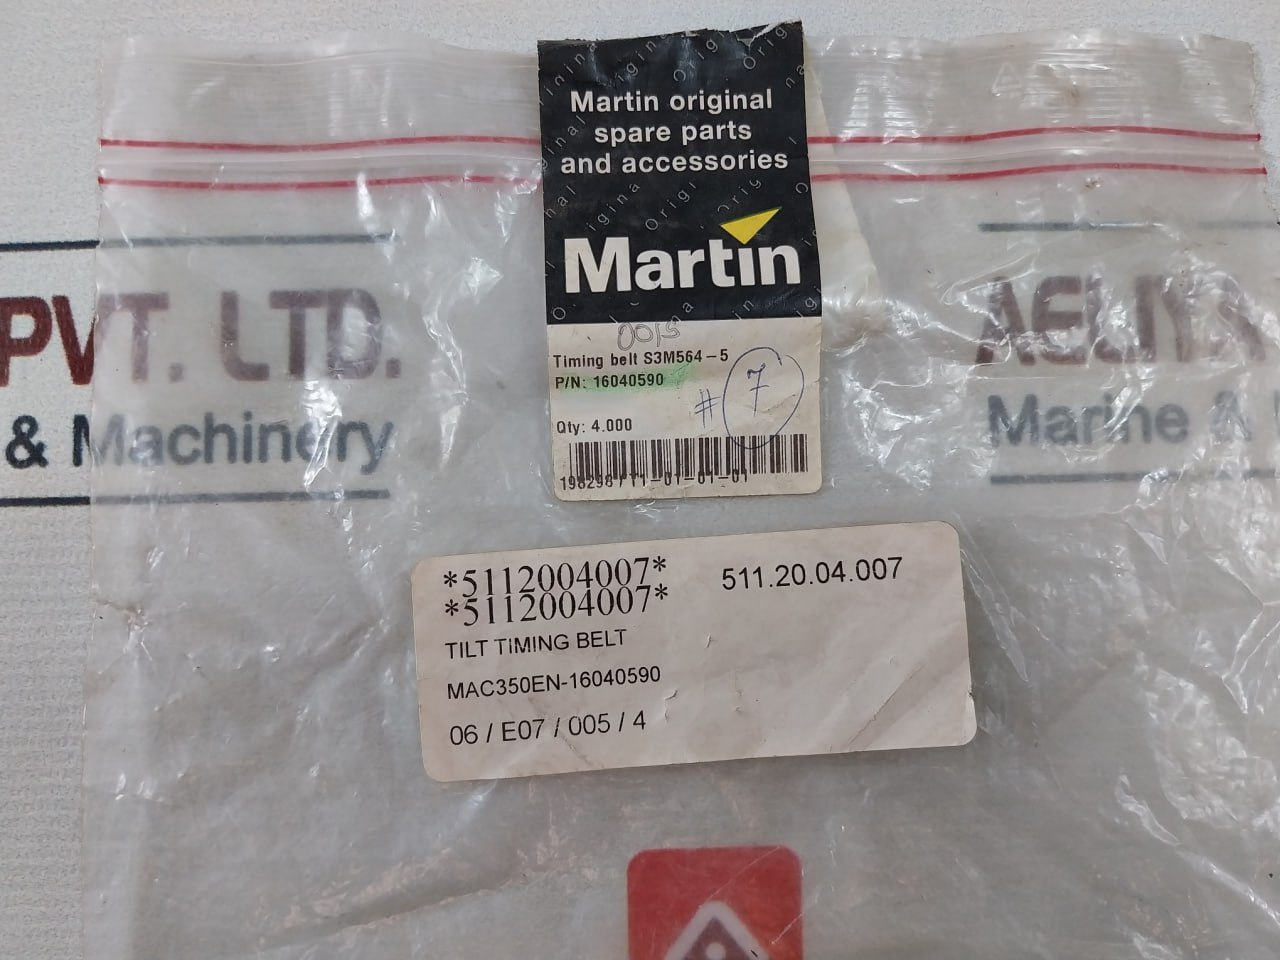 Martin original
spare parts
and accessories
Martin
0015
Timing belt S3M564-5
P/N: 16040590
# 7
Qty: 4.000
PVT. LTD.
& Machinery
AELIYA
Marine &
*5112004007*
*5112004007*
511.20.04.007
TILT TIMING BELT
MAC350EN-16040590
06 / E07 / 005 / 4